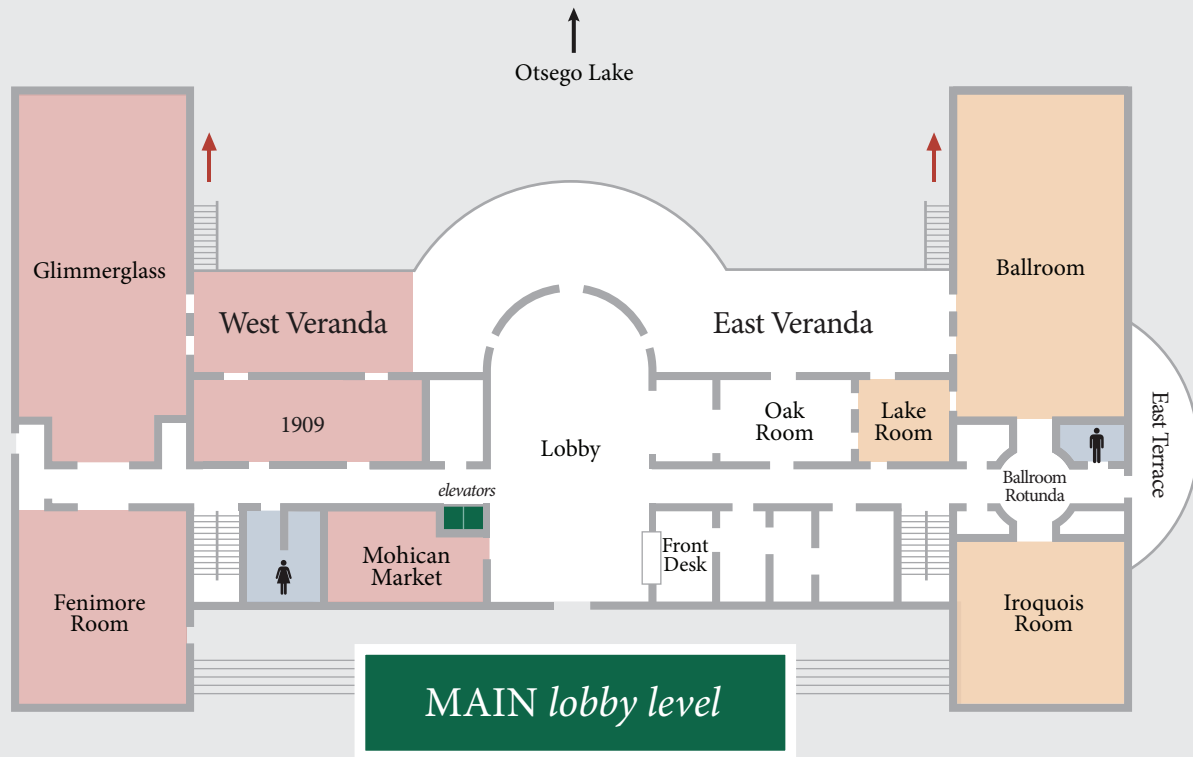 Otsego Lake
Glimmerglass
Ballroom
West Veranda
East Veranda
1909
Oak
Room
Lake
Room
East Terrace
Lobby
elevators
Ballroom
Rotunda
Mohican
Market
Front
Desk
Fenimore
Room
Iroquois
Room
MAIN lobby level